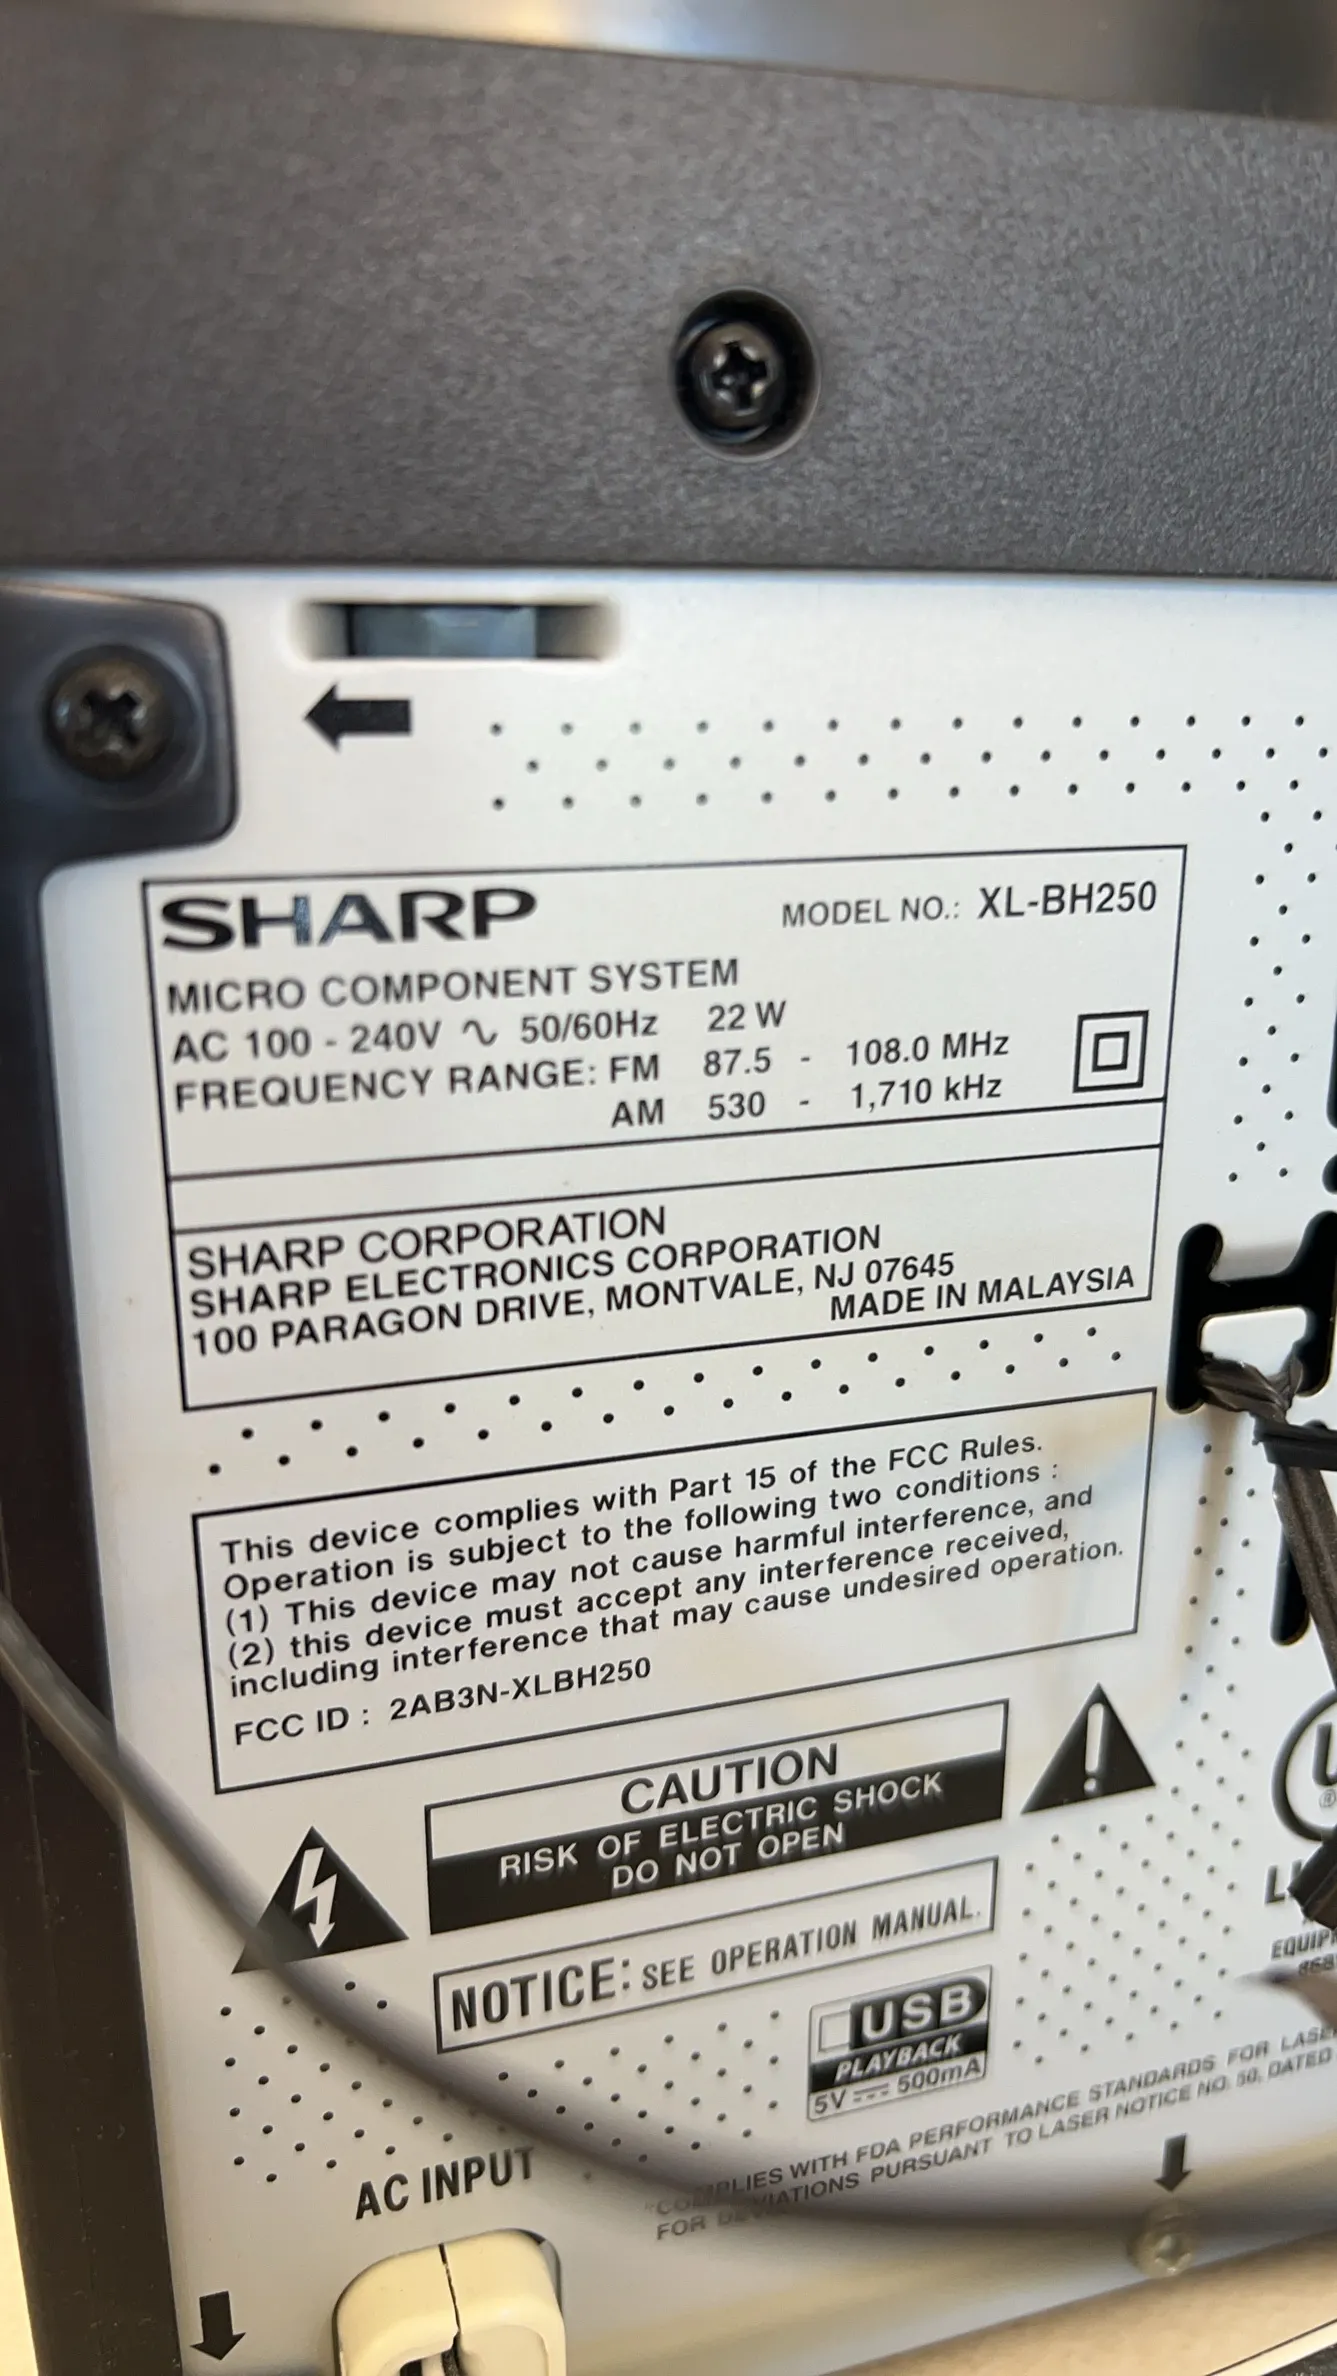 SHARP MODEL NO.: XL-BH250
MICRO COMPONENT SYSTEM
AC 100 - 240V ∿ 50/60Hz 22 W
FREQUENCY RANGE: FM 87.5 - 108.0 MHz
AM 530 - 1,710 kHz
SHARP CORPORATION
SHARP ELECTRONICS CORPORATION
100 PARAGON DRIVE, MONTVALE, NJ 07645
MADE IN MALAYSIA
This device complies with Part 15 of the FCC Rules.
Operation is subject to the following two conditions :
(1) This device may not cause harmful interference, and
(2) this device must accept any interference received,
including interference that may cause undesired operation.
FCC ID : 2AB3N-XLBH250
CAUTION
RISK OF ELECTRIC SHOCK
DO NOT OPEN
NOTICE: SEE OPERATION MANUAL.
USB
PLAYBACK
5V ⎓ 500mA
AC INPUT
COMPLIES WITH FDA PERFORMANCE STANDARDS FOR LASER
FOR DEVIATIONS PURSUANT TO LASER NOTICE NO. 50, DATED